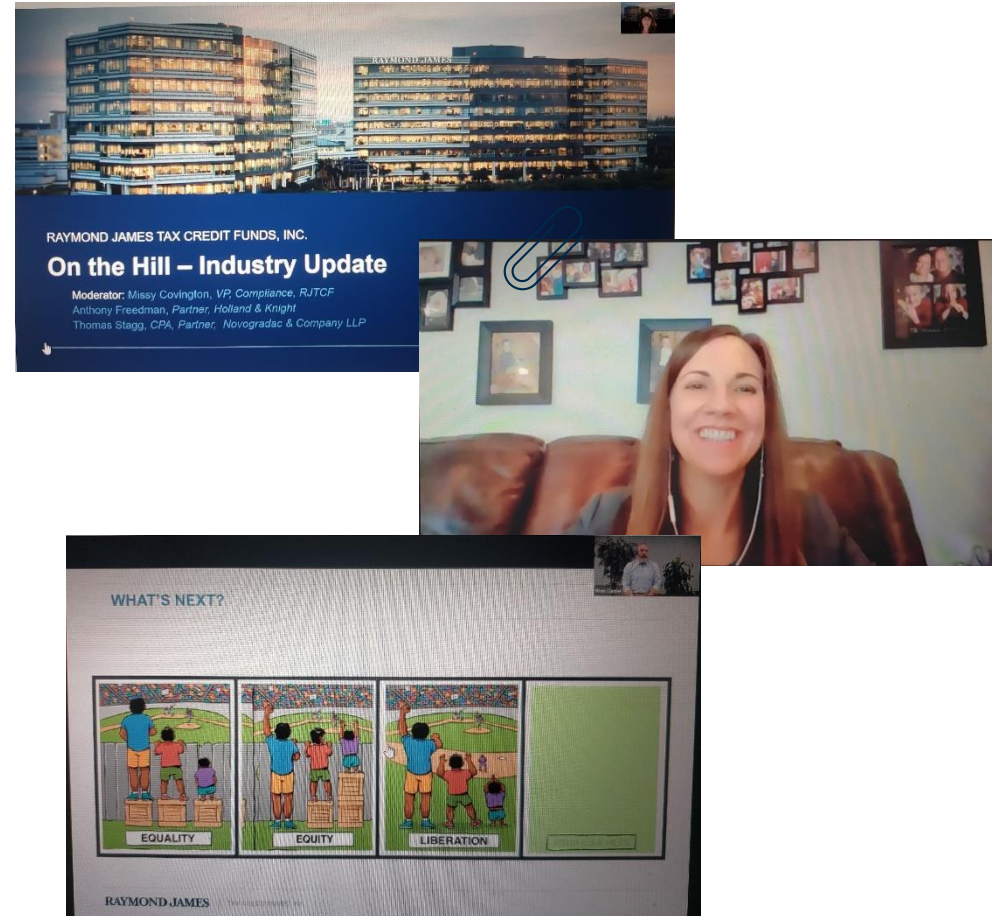 RAYMOND JAMES
RAYMOND JAMES TAX CREDIT FUNDS, INC.
On the Hill – Industry Update
Moderator: Missy Covington, VP, Compliance, RJTCF
Anthony Freedman, Partner, Holland & Knight
Thomas Stagg, CPA, Partner, Novogradac & Company LLP
WHAT'S NEXT?
EQUALITY
EQUITY
LIBERATION
RAYMOND JAMES